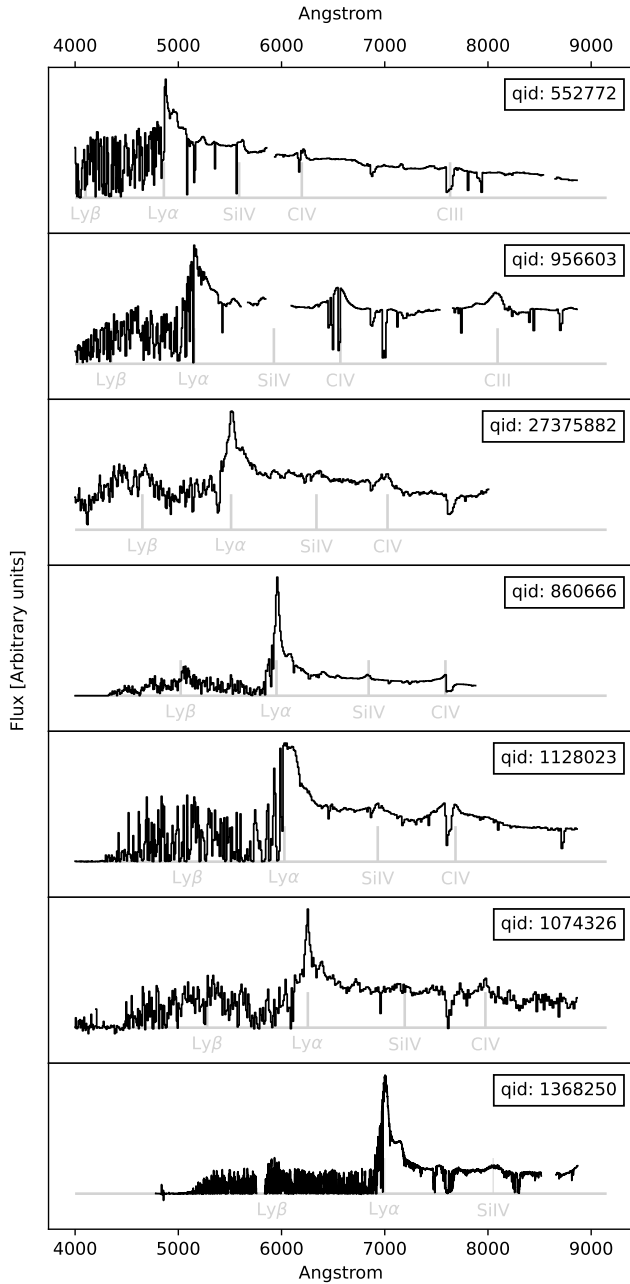 Angstrom
4000 5000 6000 7000 8000 9000
qid: 552772
Lyβ Lyα SiIV CIV CIII
qid: 956603
Lyβ Lyα SiIV CIV CIII
qid: 27375882
Lyβ Lyα SiIV CIV
Flux [Arbitrary units]
qid: 860666
Lyβ Lyα SiIV CIV
qid: 1128023
Lyβ Lyα SiIV CIV
qid: 1074326
Lyβ Lyα SiIV CIV
qid: 1368250
Lyβ Lyα SiIV
4000 5000 6000 7000 8000 9000
Angstrom